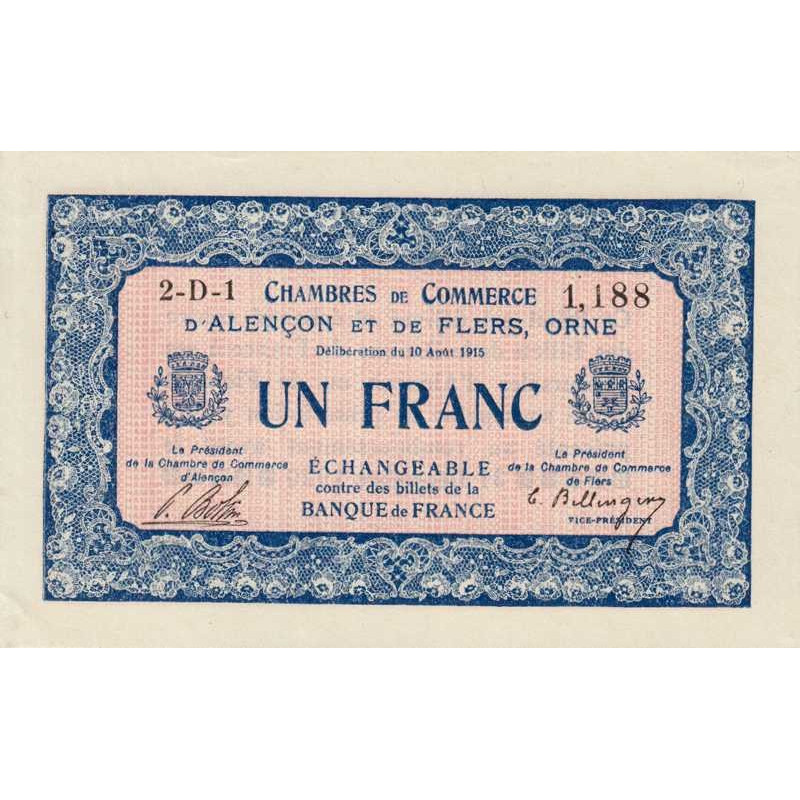 2-D-1 CHAMBRES DE COMMERCE 1,188
D'ALENÇON ET DE FLERS, ORNE
Délibération du 10 Août 1915
UN FRANC
Le Président
de la Chambre de Commerce
d'Alençon
ÉCHANGEABLE
contre des billets de la
BANQUE de FRANCE
Le Président
de la Chambre de Commerce
de Flers
VICE-PRÉSIDENT